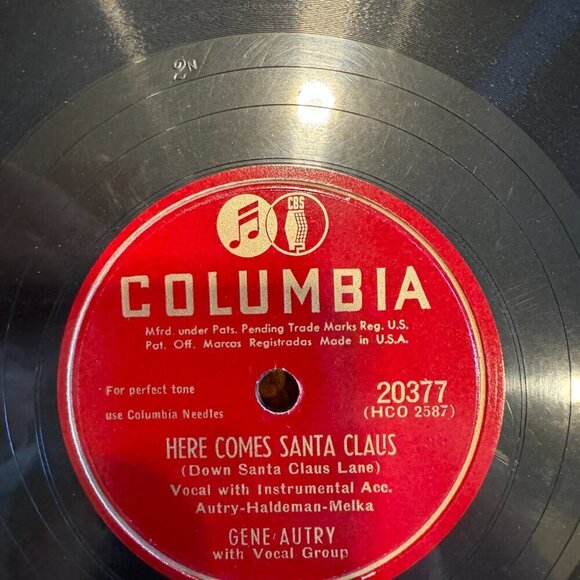 2N
CBS
COLUMBIA
Mfrd. under Pats. Pending Trade Marks Reg. U.S.
Pat. Off. Marcas Registradas Made in U.S.A.
For perfect tone
use Columbia Needles
20377
(HCO 2587)
HERE COMES SANTA CLAUS
(Down Santa Claus Lane)
Vocal with Instrumental Acc.
Autry-Haldeman-Melka
GENE AUTRY
with Vocal Group